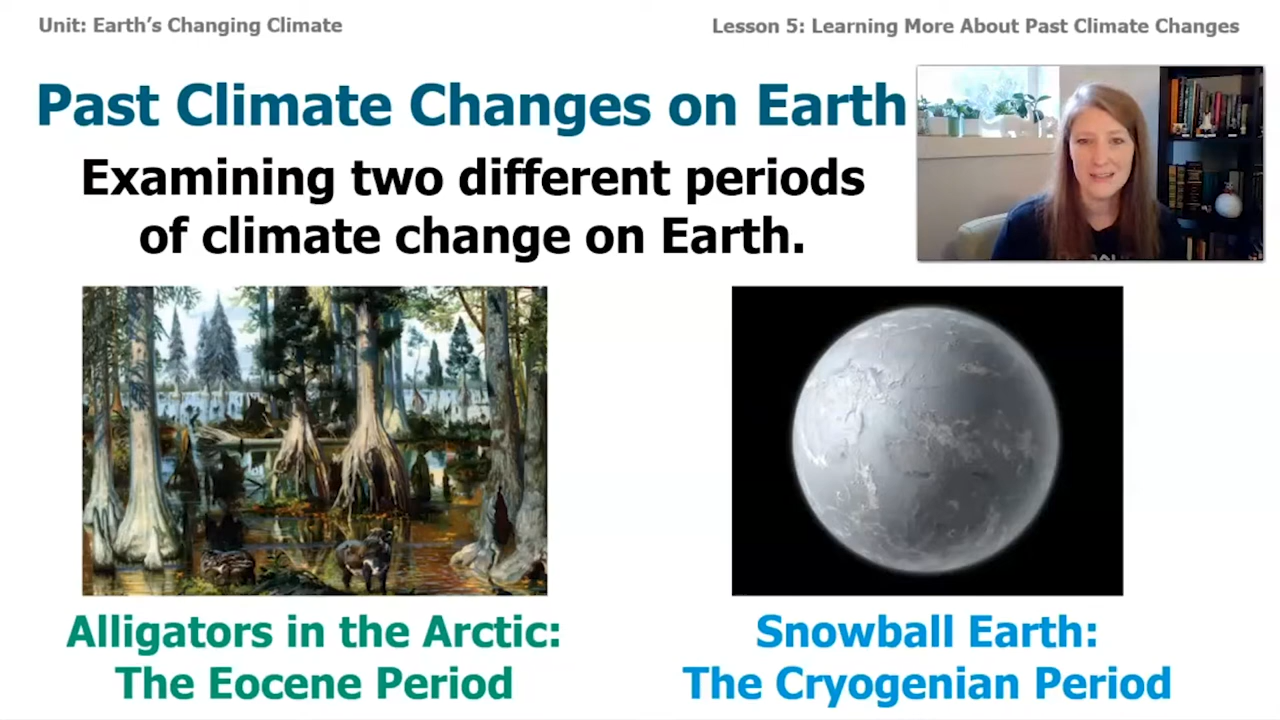 Unit: Earth's Changing Climate
Lesson 5: Learning More About Past Climate Changes
Past Climate Changes on Earth
Examining two different periods
of climate change on Earth.
Alligators in the Arctic:
The Eocene Period
Snowball Earth:
The Cryogenian Period